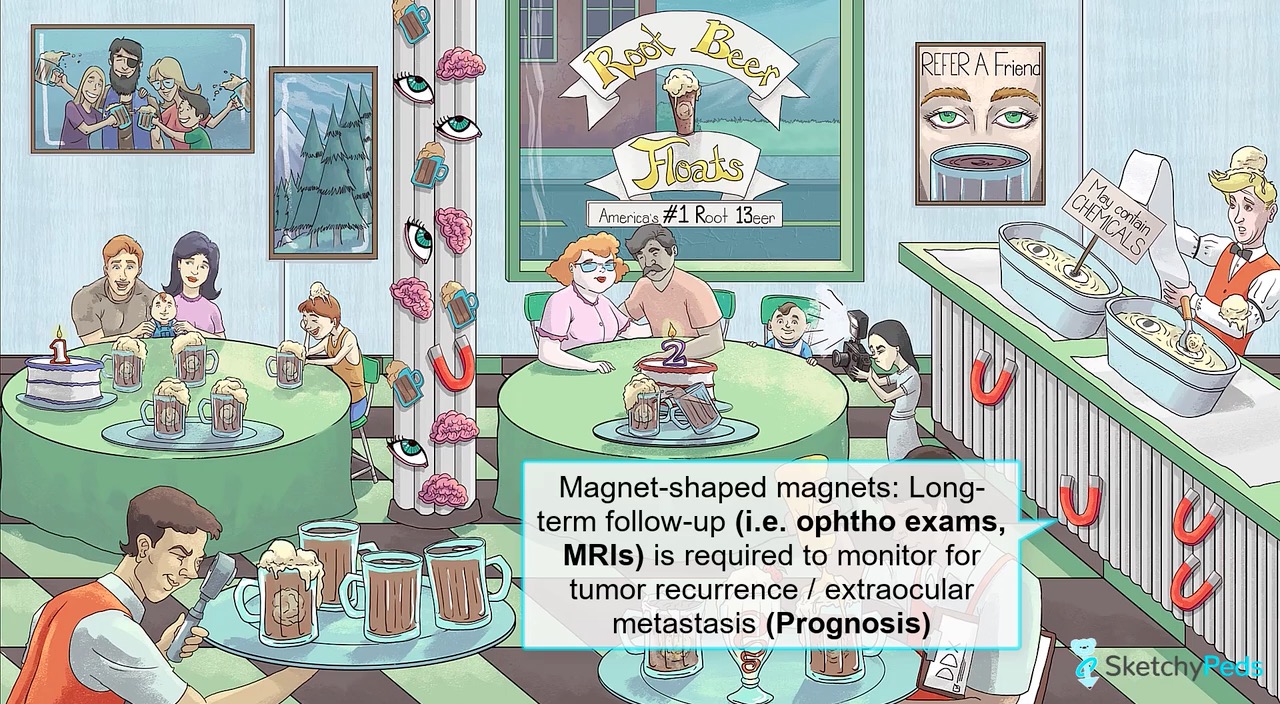 Root Beer
Floats
America's #1 Root 13eer
REFER A Friend
May contain
CHEMICALS
1
2
Magnet-shaped magnets: Long-
term follow-up (i.e. ophtho exams,
MRIs) is required to monitor for
tumor recurrence / extraocular
metastasis (Prognosis)
DDX
SketchyPeds